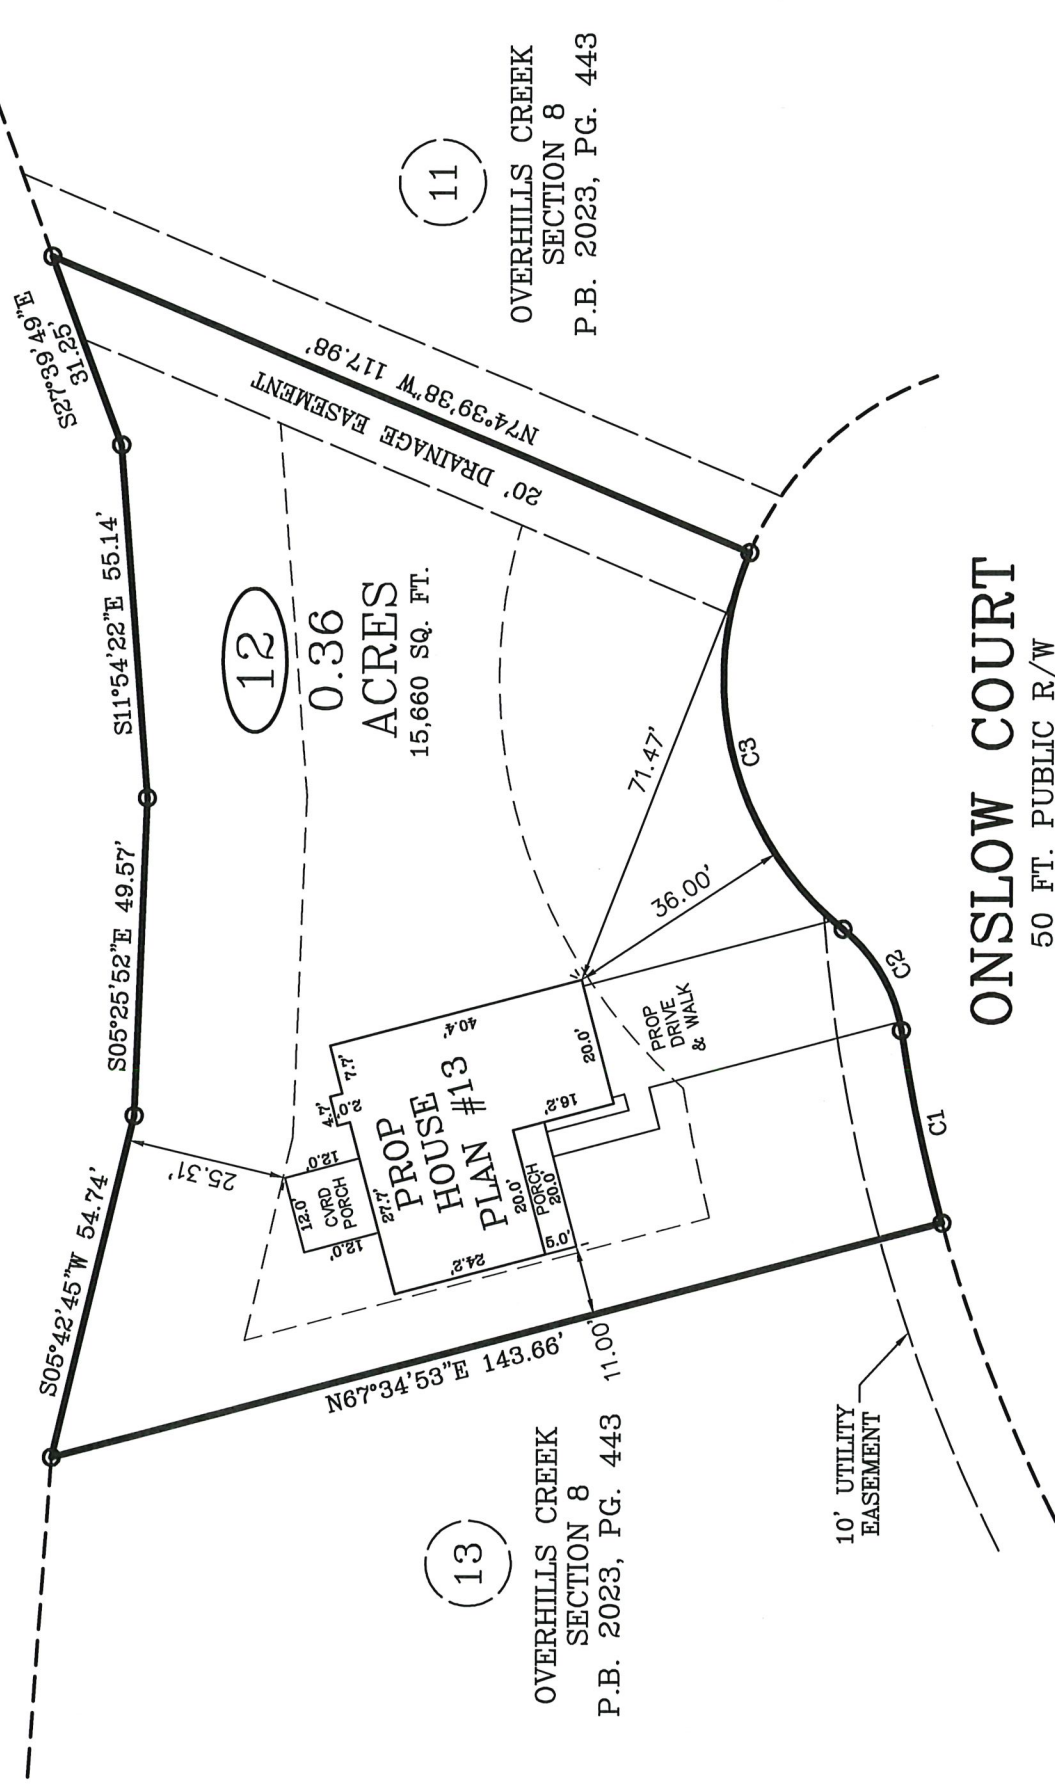 S05°42'45"W 54.74'
S05°25'52"E 49.57'
S11°54'22"E 55.14'
S27°39'49"E
31.25'
N74°39'38"W 117.98'
20' DRAINAGE EASEMENT
11
OVERHILLS CREEK
SECTION 8
P.B. 2023, PG. 443
12
0.36
ACRES
15,660 SQ. FT.
25.31'
12.0'
CVRD
PORCH
12.0'
12.0'
4.7'
2.0'
7.7'
40.4'
27.7'
PROP
HOUSE
PLAN #13
24.2'
20.0'
PORCH
20.0'
5.0'
16.2'
20.0'
PROP
DRIVE
& WALK
71.47'
36.00'
11.00'
N67°34'53"E 143.66'
13
OVERHILLS CREEK
SECTION 8
P.B. 2023, PG. 443
10' UTILITY
EASEMENT
C1
C2
C3
ONSLOW COURT
50 FT. PUBLIC R/W